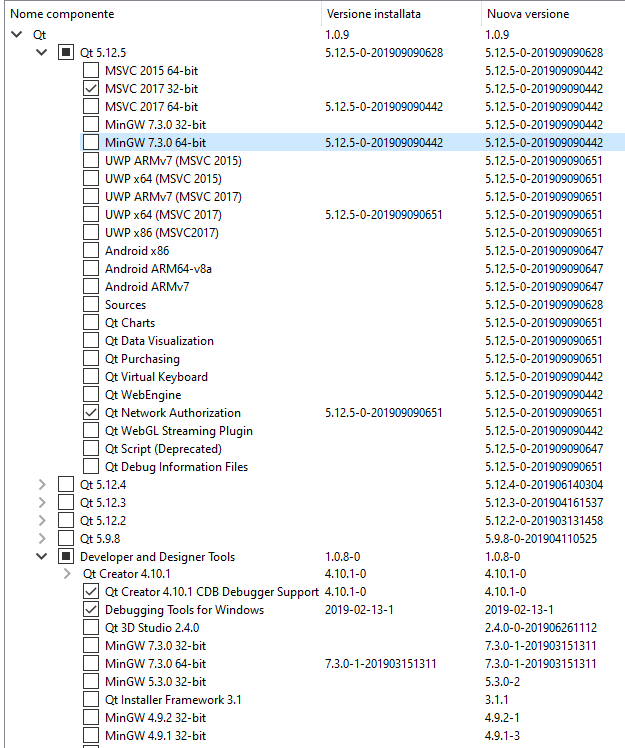 Nome componente Versione installata Nuova versione
Qt 1.0.9 1.0.9
Qt 5.12.5 5.12.5-0-201909090628 5.12.5-0-201909090628
MSVC 2015 64-bit 5.12.5-0-201909090442
MSVC 2017 32-bit 5.12.5-0-201909090442
MSVC 2017 64-bit 5.12.5-0-201909090442 5.12.5-0-201909090442
MinGW 7.3.0 32-bit 5.12.5-0-201909090442
MinGW 7.3.0 64-bit 5.12.5-0-201909090442 5.12.5-0-201909090442
UWP ARMv7 (MSVC 2015) 5.12.5-0-201909090651
UWP x64 (MSVC 2015) 5.12.5-0-201909090651
UWP ARMv7 (MSVC 2017) 5.12.5-0-201909090651
UWP x64 (MSVC 2017) 5.12.5-0-201909090651 5.12.5-0-201909090651
UWP x86 (MSVC2017) 5.12.5-0-201909090651
Android x86 5.12.5-0-201909090647
Android ARM64-v8a 5.12.5-0-201909090647
Android ARMv7 5.12.5-0-201909090647
Sources 5.12.5-0-201909090628
Qt Charts 5.12.5-0-201909090651
Qt Data Visualization 5.12.5-0-201909090651
Qt Purchasing 5.12.5-0-201909090651
Qt Virtual Keyboard 5.12.5-0-201909090442
Qt WebEngine 5.12.5-0-201909090442
Qt Network Authorization 5.12.5-0-201909090651 5.12.5-0-201909090651
Qt WebGL Streaming Plugin 5.12.5-0-201909090442
Qt Script (Deprecated) 5.12.5-0-201909090647
Qt Debug Information Files 5.12.5-0-201909090651
Qt 5.12.4 5.12.4-0-201906140304
Qt 5.12.3 5.12.3-0-201904161537
Qt 5.12.2 5.12.2-0-201903131458
Qt 5.9.8 5.9.8-0-201904110525
Developer and Designer Tools 1.0.8-0 1.0.8-0
Qt Creator 4.10.1 4.10.1-0 4.10.1-0
Qt Creator 4.10.1 CDB Debugger Support 4.10.1-0 4.10.1-0
Debugging Tools for Windows 2019-02-13-1 2019-02-13-1
Qt 3D Studio 2.4.0 2.4.0-0-201906261112
MinGW 7.3.0 32-bit 7.3.0-1-201903151311
MinGW 7.3.0 64-bit 7.3.0-1-201903151311 7.3.0-1-201903151311
MinGW 5.3.0 32-bit 5.3.0-2
Qt Installer Framework 3.1 3.1.1
MinGW 4.9.2 32-bit 4.9.2-1
MinGW 4.9.1 32-bit 4.9.1-3